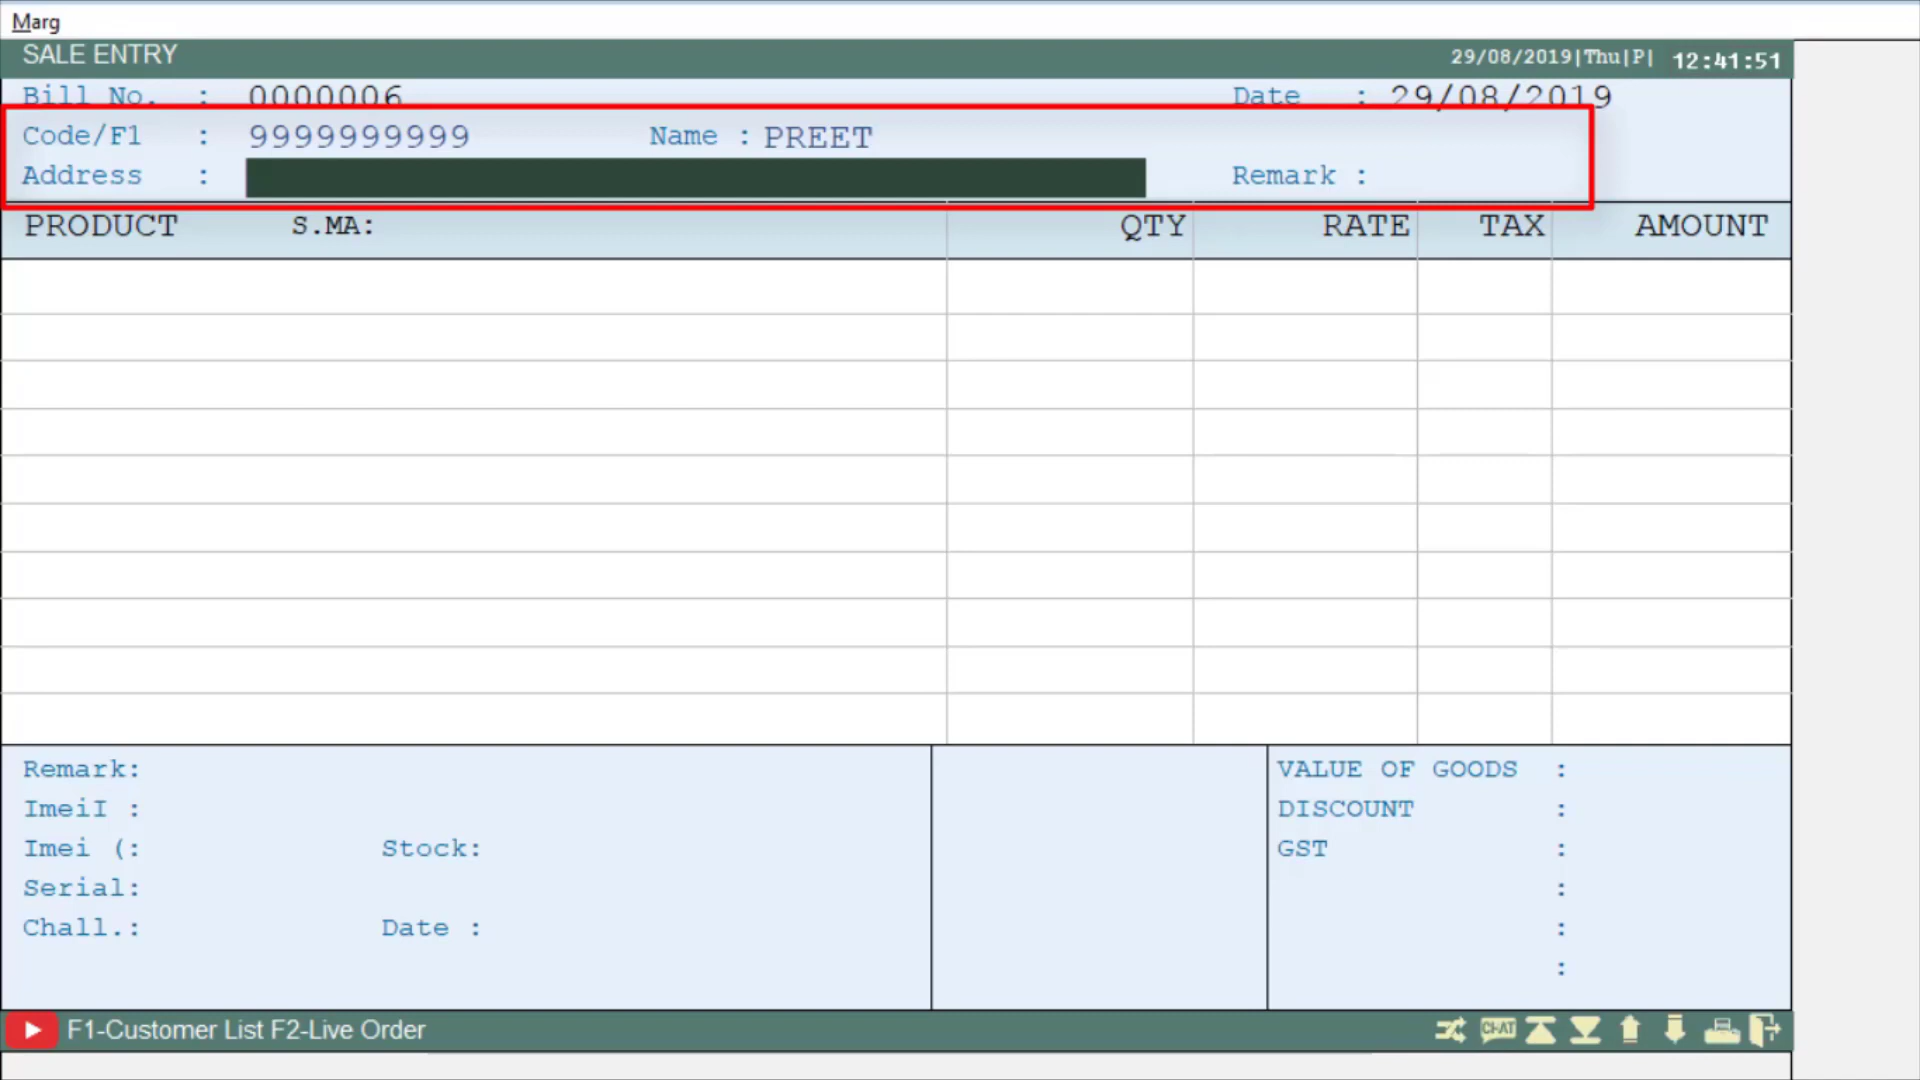 Marg
SALE ENTRY 29/08/2019|Thu|P| 12:41:51
Bill No. : 0000006 Date : 29/08/2019
Code/F1 : 9999999999 Name : PREET
Address : Remark :
PRODUCT S.MA: QTY RATE TAX AMOUNT
Remark: VALUE OF GOODS :
ImeiI : DISCOUNT :
Imei (: Stock: GST :
Serial: :
Chall.: Date : :
:
F1-Customer List F2-Live Order CHAT